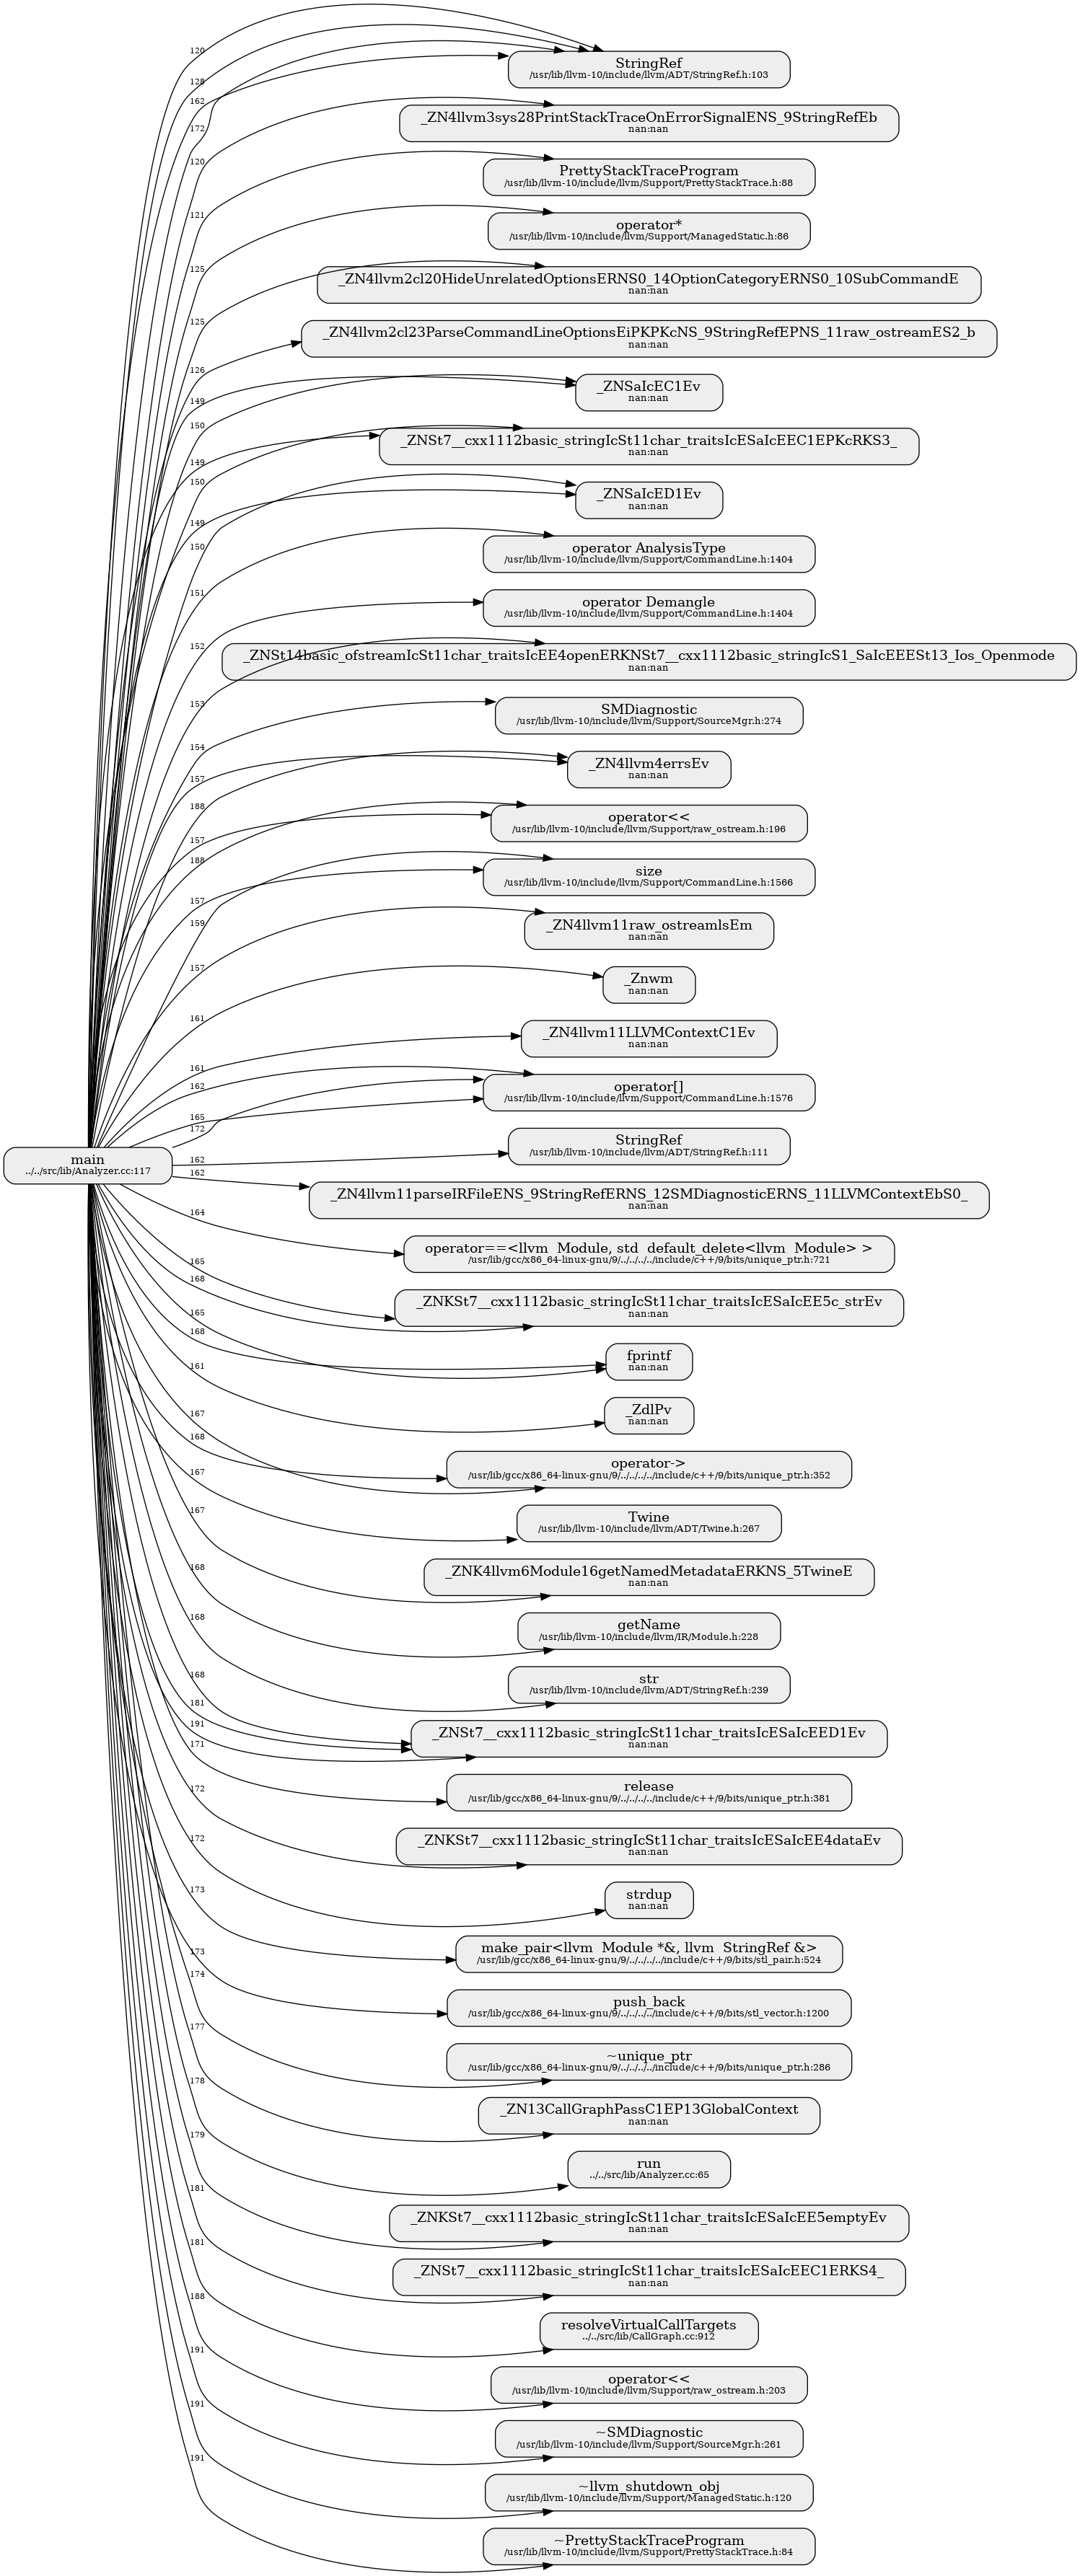 120
StringRef
/usr/lib/llvm-10/include/llvm/ADT/StringRef.h:103
128
162
_ZN4llvm3sys28PrintStackTraceOnErrorSignalENS_9StringRefEb
nan:nan
172
120
PrettyStackTraceProgram
/usr/lib/llvm-10/include/llvm/Support/PrettyStackTrace.h:88
121
operator*
/usr/lib/llvm-10/include/llvm/Support/ManagedStatic.h:86
125
_ZN4llvm2cl20HideUnrelatedOptionsERNS0_14OptionCategoryERNS0_10SubCommandE
nan:nan
125
_ZN4llvm2cl23ParseCommandLineOptionsEiPKPKcNS_9StringRefEPNS_11raw_ostreamES2_b
nan:nan
126
_ZNSaIcEC1Ev
nan:nan
149
150
_ZNSt7__cxx1112basic_stringIcSt11char_traitsIcESaIcEEC1EPKcRKS3_
nan:nan
149
150
_ZNSaIcED1Ev
nan:nan
149
150
operator AnalysisType
/usr/lib/llvm-10/include/llvm/Support/CommandLine.h:1404
151
operator Demangle
/usr/lib/llvm-10/include/llvm/Support/CommandLine.h:1404
152
_ZNSt14basic_ofstreamIcSt11char_traitsIcEE4openERKNSt7__cxx1112basic_stringIcS1_SaIcEEESt13_Ios_Openmode
nan:nan
153
SMDiagnostic
/usr/lib/llvm-10/include/llvm/Support/SourceMgr.h:274
154
_ZN4llvm4errsEv
nan:nan
157
188
operator<<
/usr/lib/llvm-10/include/llvm/Support/raw_ostream.h:196
157
188
size
/usr/lib/llvm-10/include/llvm/Support/CommandLine.h:1566
157
159
_ZN4llvm11raw_ostreamlsEm
nan:nan
157
_Znwm
nan:nan
161
_ZN4llvm11LLVMContextC1Ev
nan:nan
161
162
operator[]
/usr/lib/llvm-10/include/llvm/Support/CommandLine.h:1576
165
172
main
../../src/lib/Analyzer.cc:117
StringRef
/usr/lib/llvm-10/include/llvm/ADT/StringRef.h:111
162
162
_ZN4llvm11parseIRFileENS_9StringRefERNS_12SMDiagnosticERNS_11LLVMContextEbS0_
nan:nan
164
operator==<llvm  Module, std  default_delete<llvm  Module> >
/usr/lib/gcc/x86_64-linux-gnu/9/../../../../include/c++/9/bits/unique_ptr.h:721
165
168
_ZNKSt7__cxx1112basic_stringIcSt11char_traitsIcESaIcEE5c_strEv
nan:nan
165
168
fprintf
nan:nan
161
_ZdlPv
nan:nan
167
168
operator->
/usr/lib/gcc/x86_64-linux-gnu/9/../../../../include/c++/9/bits/unique_ptr.h:352
167
Twine
/usr/lib/llvm-10/include/llvm/ADT/Twine.h:267
167
_ZNK4llvm6Module16getNamedMetadataERKNS_5TwineE
nan:nan
168
getName
/usr/lib/llvm-10/include/llvm/IR/Module.h:228
168
str
/usr/lib/llvm-10/include/llvm/ADT/StringRef.h:239
168
181
191
_ZNSt7__cxx1112basic_stringIcSt11char_traitsIcESaIcEED1Ev
nan:nan
171
release
/usr/lib/gcc/x86_64-linux-gnu/9/../../../../include/c++/9/bits/unique_ptr.h:381
172
_ZNKSt7__cxx1112basic_stringIcSt11char_traitsIcESaIcEE4dataEv
nan:nan
172
strdup
nan:nan
173
make_pair<llvm  Module *&, llvm  StringRef &>
/usr/lib/gcc/x86_64-linux-gnu/9/../../../../include/c++/9/bits/stl_pair.h:524
173
push_back
/usr/lib/gcc/x86_64-linux-gnu/9/../../../../include/c++/9/bits/stl_vector.h:1200
174
~unique_ptr
/usr/lib/gcc/x86_64-linux-gnu/9/../../../../include/c++/9/bits/unique_ptr.h:286
177
_ZN13CallGraphPassC1EP13GlobalContext
nan:nan
178
run
../../src/lib/Analyzer.cc:65
179
_ZNKSt7__cxx1112basic_stringIcSt11char_traitsIcESaIcEE5emptyEv
nan:nan
181
_ZNSt7__cxx1112basic_stringIcSt11char_traitsIcESaIcEEC1ERKS4_
nan:nan
181
resolveVirtualCallTargets
../../src/lib/CallGraph.cc:912
188
operator<<
/usr/lib/llvm-10/include/llvm/Support/raw_ostream.h:203
191
~SMDiagnostic
/usr/lib/llvm-10/include/llvm/Support/SourceMgr.h:261
191
~llvm_shutdown_obj
/usr/lib/llvm-10/include/llvm/Support/ManagedStatic.h:120
191
~PrettyStackTraceProgram
/usr/lib/llvm-10/include/llvm/Support/PrettyStackTrace.h:84